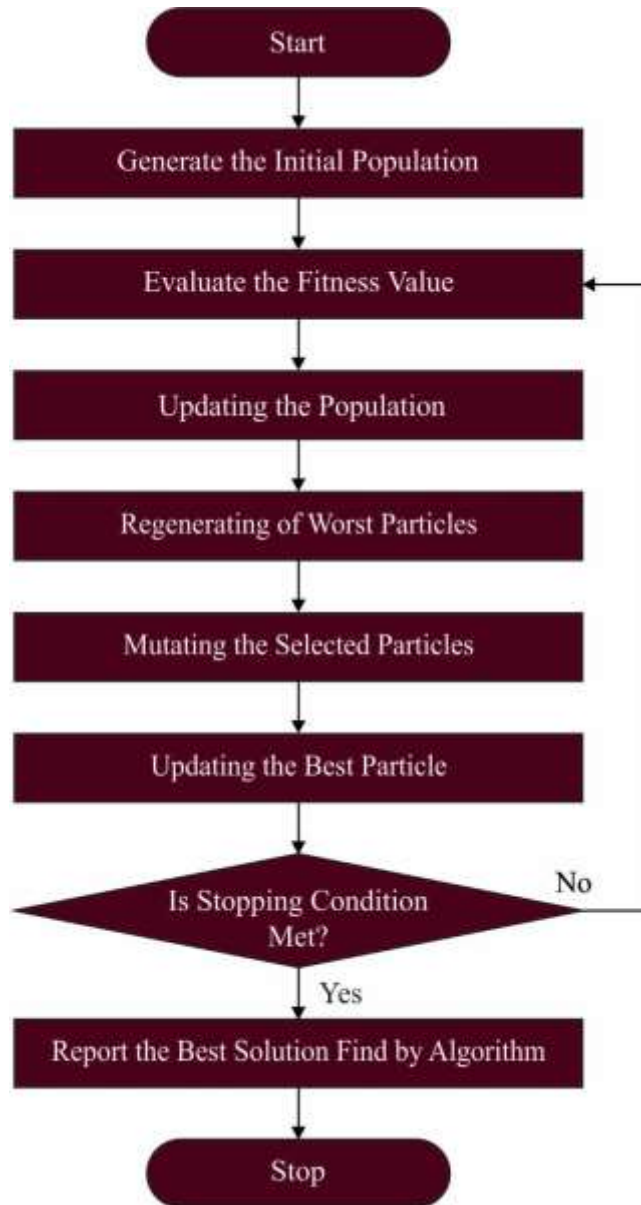 Start
Generate the Initial Population
Evaluate the Fitness Value
Updating the Population
Regenerating of Worst Particles
Mutating the Selected Particles
Updating the Best Particle
Is Stopping Condition
Met?
No
Yes
Report the Best Solution Find by Algorithm
Stop